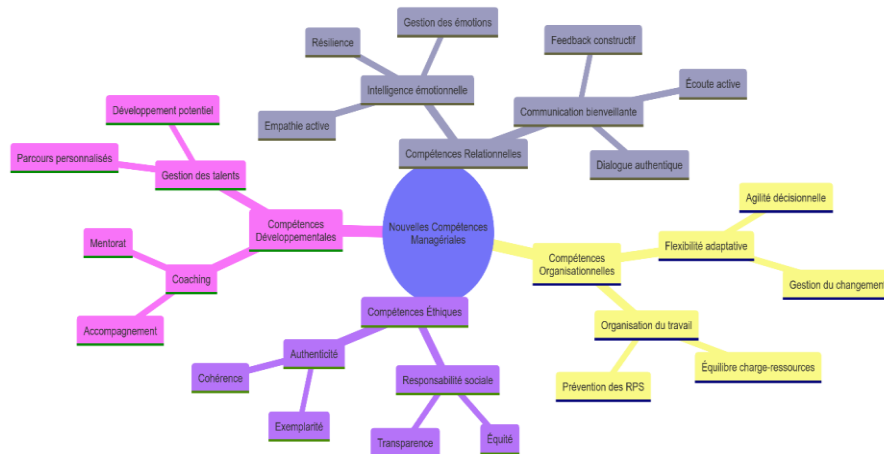 Nouvelles Compétences
Managériales
Compétences Relationnelles
Intelligence émotionnelle
Gestion des émotions
Résilience
Empathie active
Communication bienveillante
Feedback constructif
Écoute active
Dialogue authentique
Compétences
Organisationnelles
Flexibilité adaptative
Agilité décisionnelle
Gestion du changement
Organisation du travail
Prévention des RPS
Équilibre charge-ressources
Compétences Éthiques
Authenticité
Cohérence
Exemplarité
Responsabilité sociale
Transparence
Équité
Compétences
Développementales
Gestion des talents
Développement potentiel
Parcours personnalisés
Coaching
Mentorat
Accompagnement